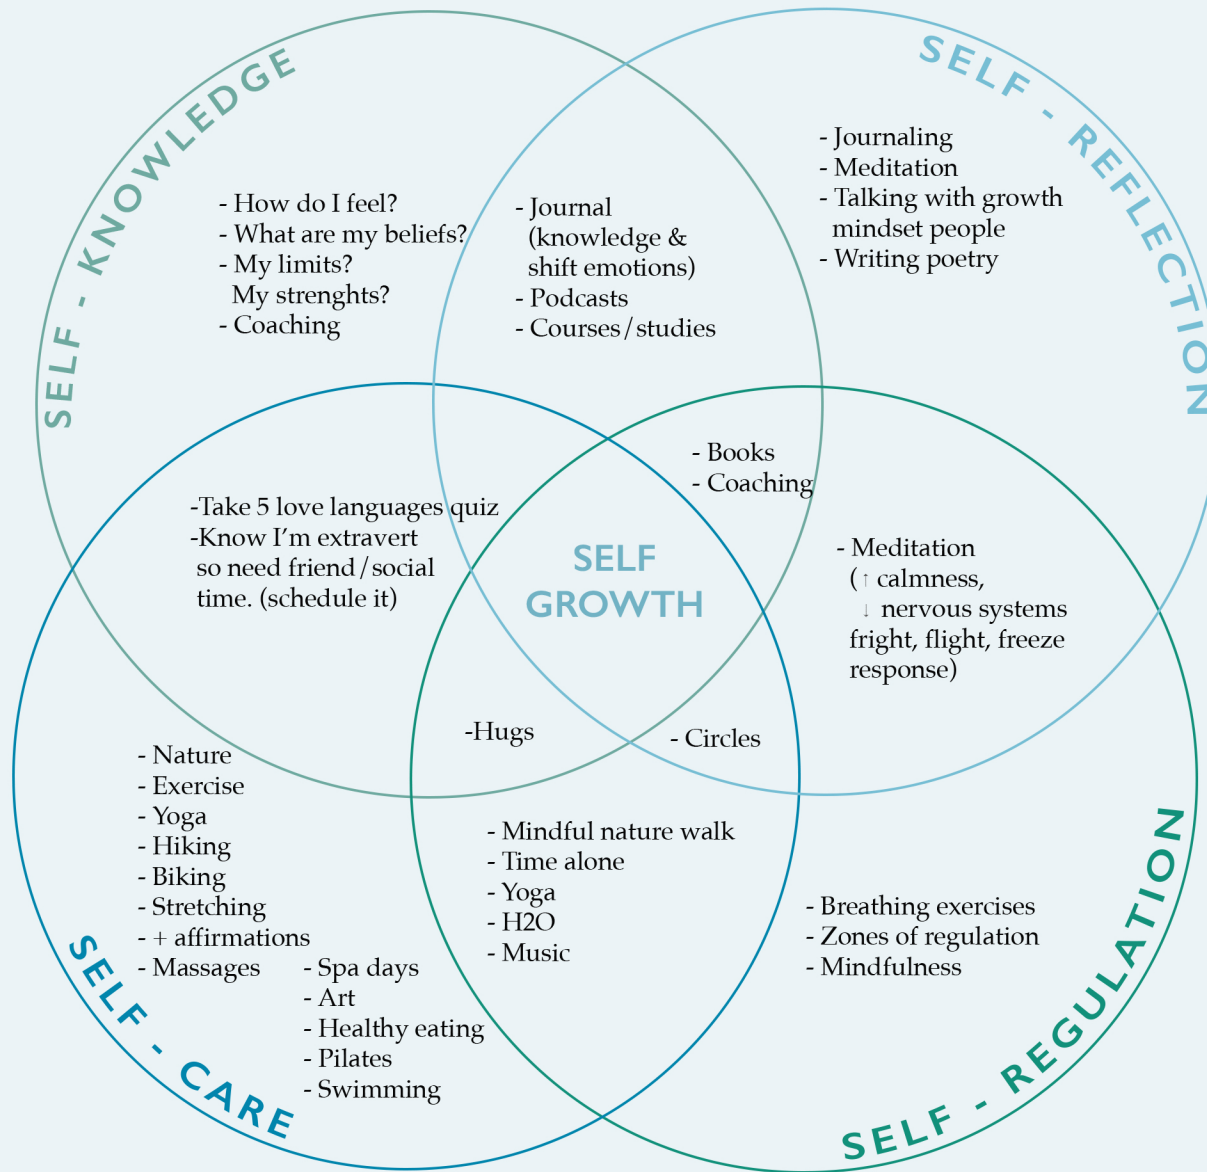 SELF - KNOWLEDGE
- How do I feel?
- What are my beliefs?
- My limits?
My strenghts?
- Coaching
- Journal
(knowledge &
shift emotions)
- Podcasts
- Courses/studies
SELF - REFLECTION
- Journaling
- Meditation
- Talking with growth
mindset people
- Writing poetry
- Books
- Coaching
-Take 5 love languages quiz
-Know I'm extravert
so need friend/social
time. (schedule it)
SELF
GROWTH
- Meditation
(↑ calmness,
↓ nervous systems
fright, flight, freeze
response)
-Hugs
- Circles
- Nature
- Exercise
- Yoga
- Hiking
- Biking
- Stretching
- + affirmations
- Massages
- Spa days
- Art
- Healthy eating
- Pilates
- Swimming
SELF - CARE
- Mindful nature walk
- Time alone
- Yoga
- H2O
- Music
- Breathing exercises
- Zones of regulation
- Mindfulness
SELF - REGULATION